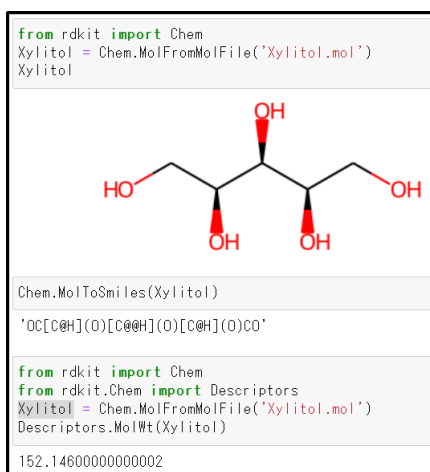 from rdkit import Chem
Xylitol = Chem.MolFromMolFile('Xylitol.mol')
Xylitol
OH
HO
OH
OH
OH
Chem.MolToSmiles(Xylitol)
'OC[C@H](O)[C@@H](O)[C@H](O)CO'
from rdkit import Chem
from rdkit.Chem import Descriptors
Xylitol = Chem.MolFromMolFile('Xylitol.mol')
Descriptors.MolWt(Xylitol)
152.14600000000002